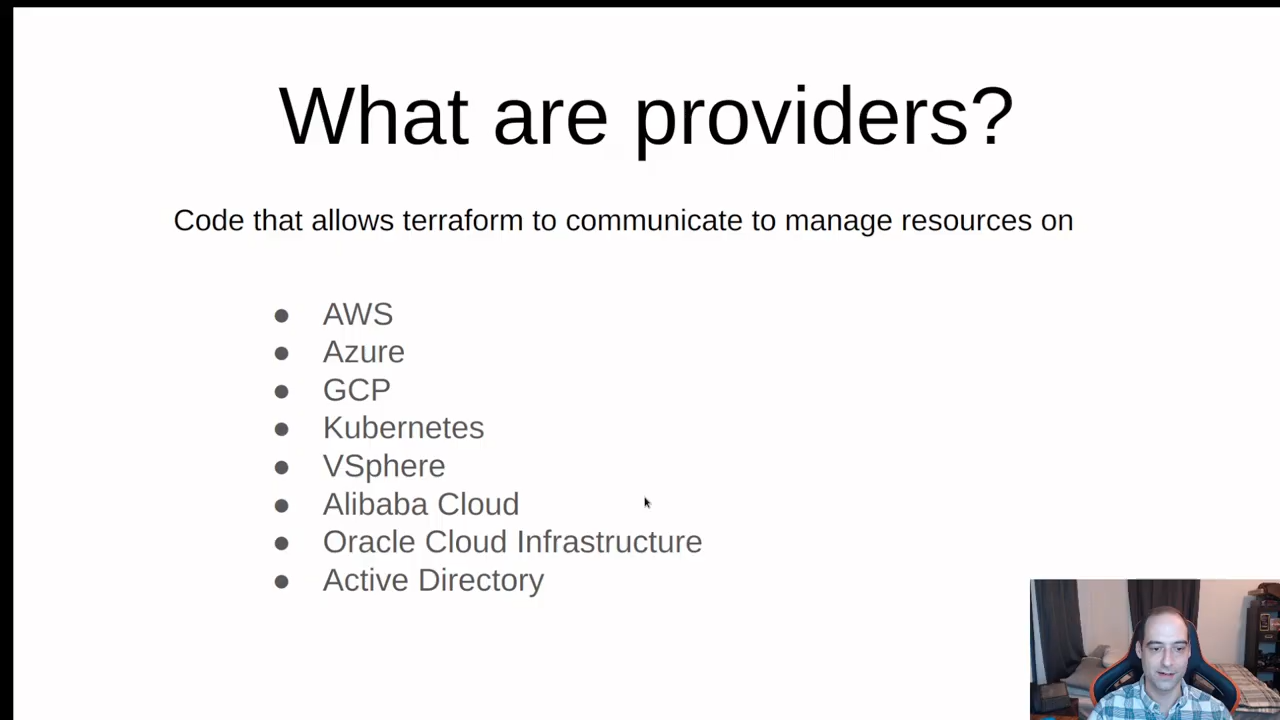 What are providers?
Code that allows terraform to communicate to manage resources on
● AWS
● Azure
● GCP
● Kubernetes
● VSphere
● Alibaba Cloud
● Oracle Cloud Infrastructure
● Active Directory